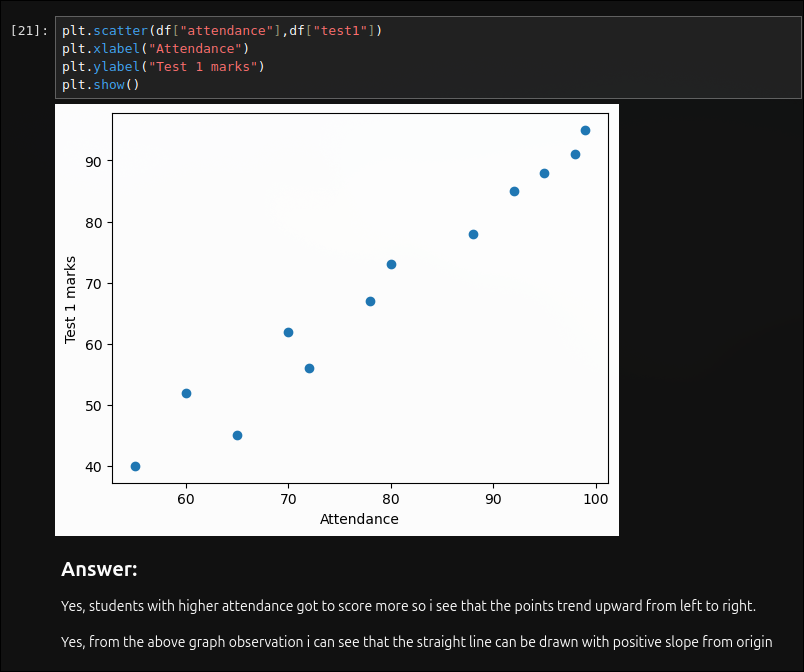 [21]: plt.scatter(df["attendance"],df["test1"])
plt.xlabel("Attendance")
plt.ylabel("Test 1 marks")
plt.show()
90
80
70
60
50
40
Test 1 marks
60 70 80 90 100
Attendance
Answer:
Yes, students with higher attendance got to score more so i see that the points trend upward from left to right.
Yes, from the above graph observation i can see that the straight line can be drawn with positive slope from origin